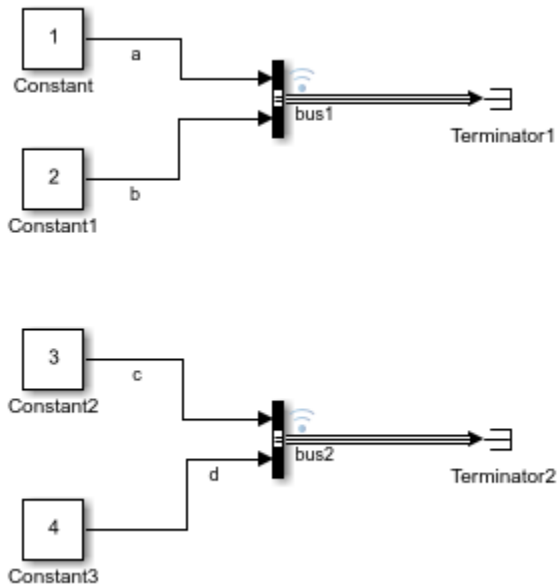 1
a
Constant
bus1
Terminator1
2
b
Constant1
3
c
Constant2
bus2
d
Terminator2
4
Constant3